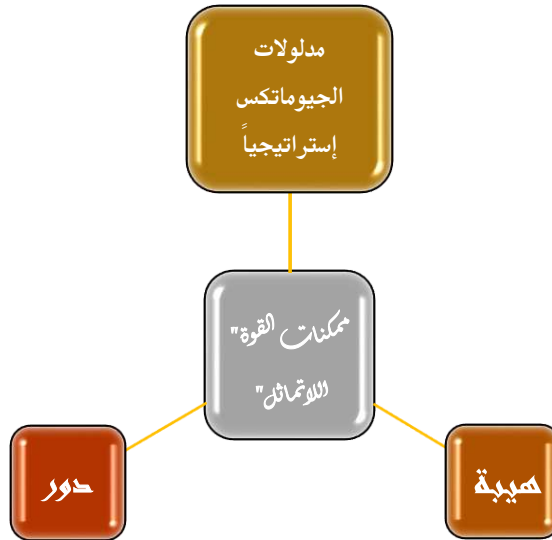 مدلولات
الجيوماتكس
إستراتيجياً
ممكنات القوة"
اللاتماثل"
هيبة
دور